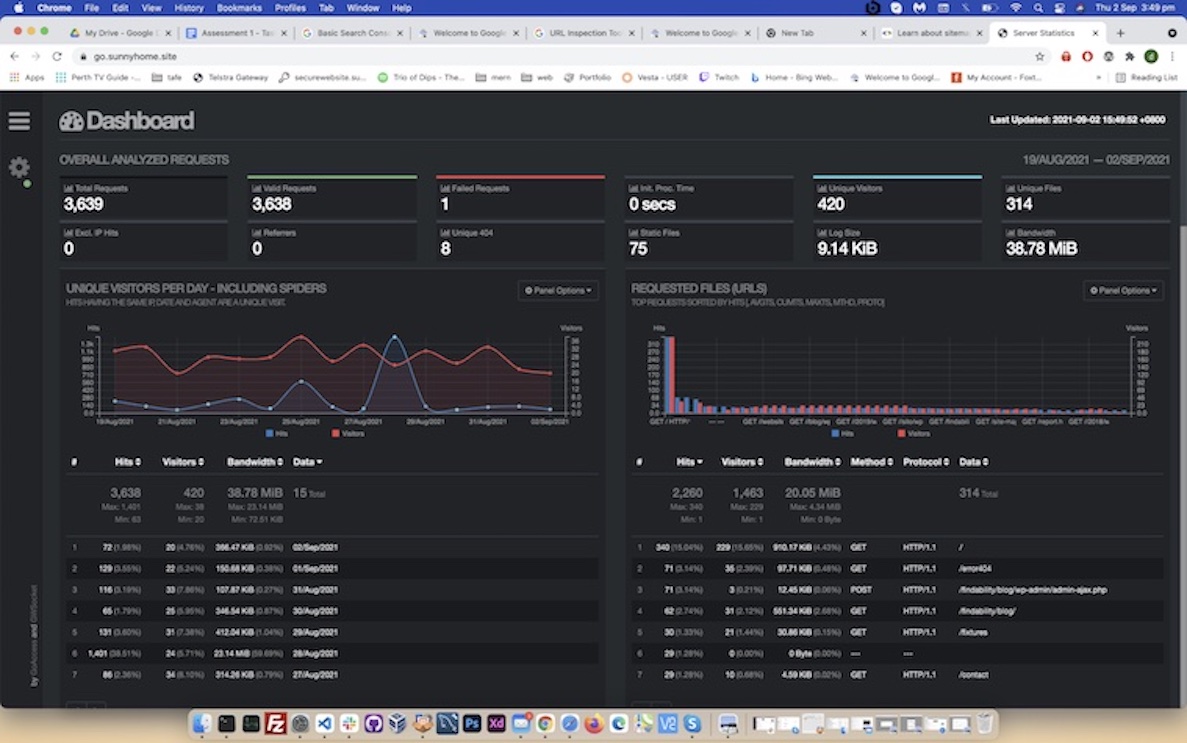 Chrome File Edit View History Bookmarks Profiles Tab Window Help Thu 2 Sep 3:49 pm
My Drive - Google Assessment 1 - Basic Search Welcome to Google URL Inspection Welcome to Google New Tab Learn about Server Statistics
go.sunnyhome.site
Apps Perth TV Guide -... tafe Telstra Gateway securewebsite.su... Trio of Dips - The... mern web Portfolio Vesta - USER Twitch Home - Bing Web... Welcome to Googl... My Account - Foxt... » Reading List
Dashboard Last Updated: 2021-09-02 15:49:52 +0800
OVERALL ANALYZED REQUESTS 19/AUG/2021 — 02/SEP/2021
Total Requests Valid Requests Failed Requests Init. Proc. Time Unique Visitors Unique Files
3,639 3,638 1 0 secs 420 314
Excl. IP Hits Referrers Unique 404 Static Files Log Size Bandwidth
0 0 8 75 9.14 KiB 38.78 MiB
UNIQUE VISITORS PER DAY - INCLUDING SPIDERS Panel Options
HITS HAVING THE SAME IP, DATE AND AGENT ARE A UNIQUE VISIT.
Hits Visitors
19/Aug/2021 21/Aug/2021 23/Aug/2021 25/Aug/2021 27/Aug/2021 29/Aug/2021 31/Aug/2021 02/Sep/2021
Hits Visitors
# Hits Visitors Bandwidth Data
3,638 420 38.78 MiB 15 Total
Max: 1,401 Max: 38 Max: 23.14 MiB
Min: 63 Min: 20 Min: 72.51 KiB
1 72 (1.98%) 20 (4.76%) 366.47 KiB (0.92%) 02/Sep/2021
2 129 (3.55%) 22 (5.24%) 150.68 KiB (0.38%) 01/Sep/2021
3 116 (3.19%) 33 (7.86%) 107.87 KiB (0.27%) 31/Aug/2021
4 65 (1.79%) 25 (5.95%) 346.54 KiB (0.87%) 30/Aug/2021
5 131 (3.60%) 31 (7.38%) 412.04 KiB (1.04%) 29/Aug/2021
6 1,401 (38.51%) 24 (5.71%) 23.14 MiB (59.69%) 28/Aug/2021
7 86 (2.36%) 34 (8.10%) 314.26 KiB (0.79%) 27/Aug/2021
REQUESTED FILES (URLS) Panel Options
TOP REQUESTS SORTED BY HITS [, AVGTS, CUMTS, MAXTS, MTHD, PROTO]
Hits Visitors
Hits Visitors
# Hits Visitors Bandwidth Method Protocol Data
2,260 1,463 20.05 MiB 314 Total
Max: 340 Max: 229 Max: 4.34 MiB
Min: 1 Min: 1 Min: 0 Byte
1 340 (15.04%) 229 (15.65%) 910.17 KiB (4.43%) GET HTTP/1.1 /
2 71 (3.14%) 35 (2.39%) 97.71 KiB (0.48%) GET HTTP/1.1 /error404
3 71 (3.14%) 3 (0.21%) 12.45 KiB (0.06%) POST HTTP/1.1 /findability/blog/wp-admin/admin-ajax.php
4 62 (2.74%) 31 (2.12%) 551.34 KiB (2.68%) GET HTTP/1.1 /findability/blog/
5 30 (1.33%) 21 (1.44%) 30.86 KiB (0.15%) GET HTTP/1.1 /fixtures
6 29 (1.28%) 0 (0.00%) 0 Byte (0.00%) --- ---
7 29 (1.28%) 10 (0.68%) 4.59 KiB (0.02%) GET HTTP/1.1 /contact
by GoAccess and GWSocket